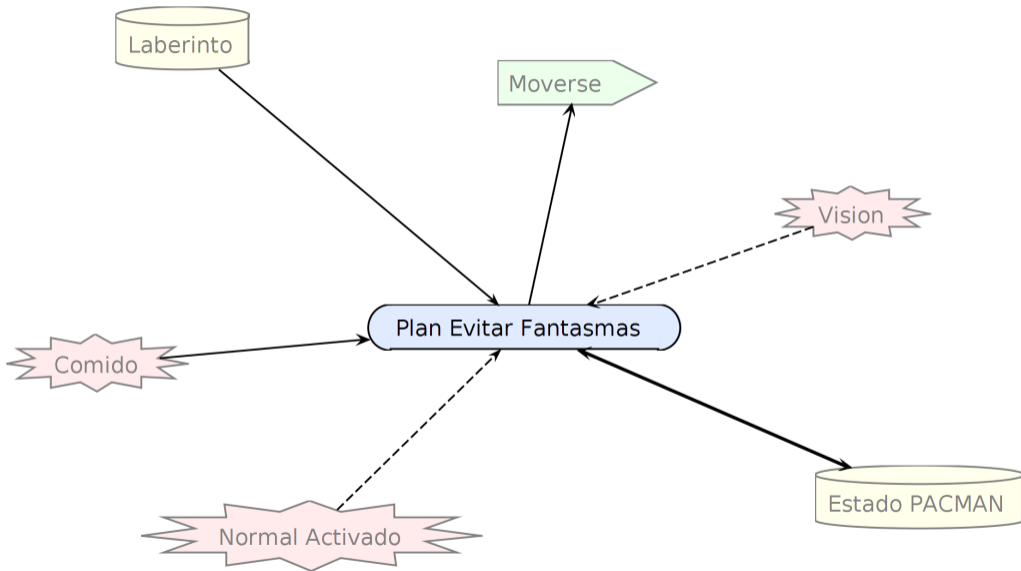 Laberinto
Moverse
Vision
Plan Evitar Fantasmas
Comido
Estado PACMAN
Normal Activado